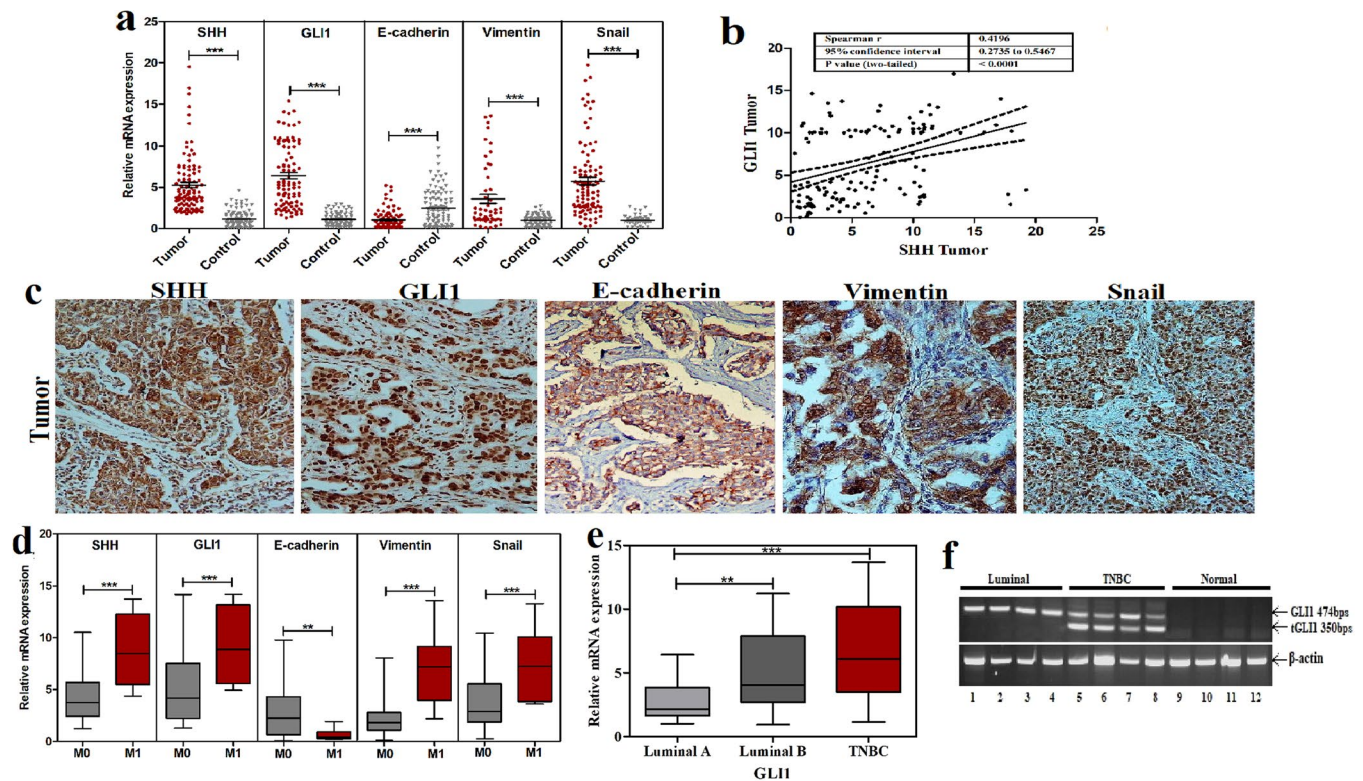 a
SHH GLI1 E-cadherin Vimentin Snail
Relative mRNA expression
25
20
15
10
5
0
*** *** *** *** ***
Tumor Control Tumor Control Tumor Control Tumor Control Tumor Control
b
Spearman r 0.4196
95% confidence interval 0.2735 to 0.5467
P value (two-tailed) < 0.0001
GLI1 Tumor
20
15
10
5
0
0 5 10 15 20 25
SHH Tumor
c
SHH GLI1 E-cadherin Vimentin Snail
Tumor
d
SHH GLI1 E-cadherin Vimentin Snail
Relative mRNA expression
20
15
10
5
0
*** *** ** *** ***
M0 M1 M0 M1 M0 M1 M0 M1 M0 M1
e
Relative mRNA expression
15
10
5
0
***
**
Luminal A Luminal B TNBC
GLI1
f
Luminal TNBC Normal
GLI1 474bps
tGLI1 350bps
β-actin
1 2 3 4 5 6 7 8 9 10 11 12